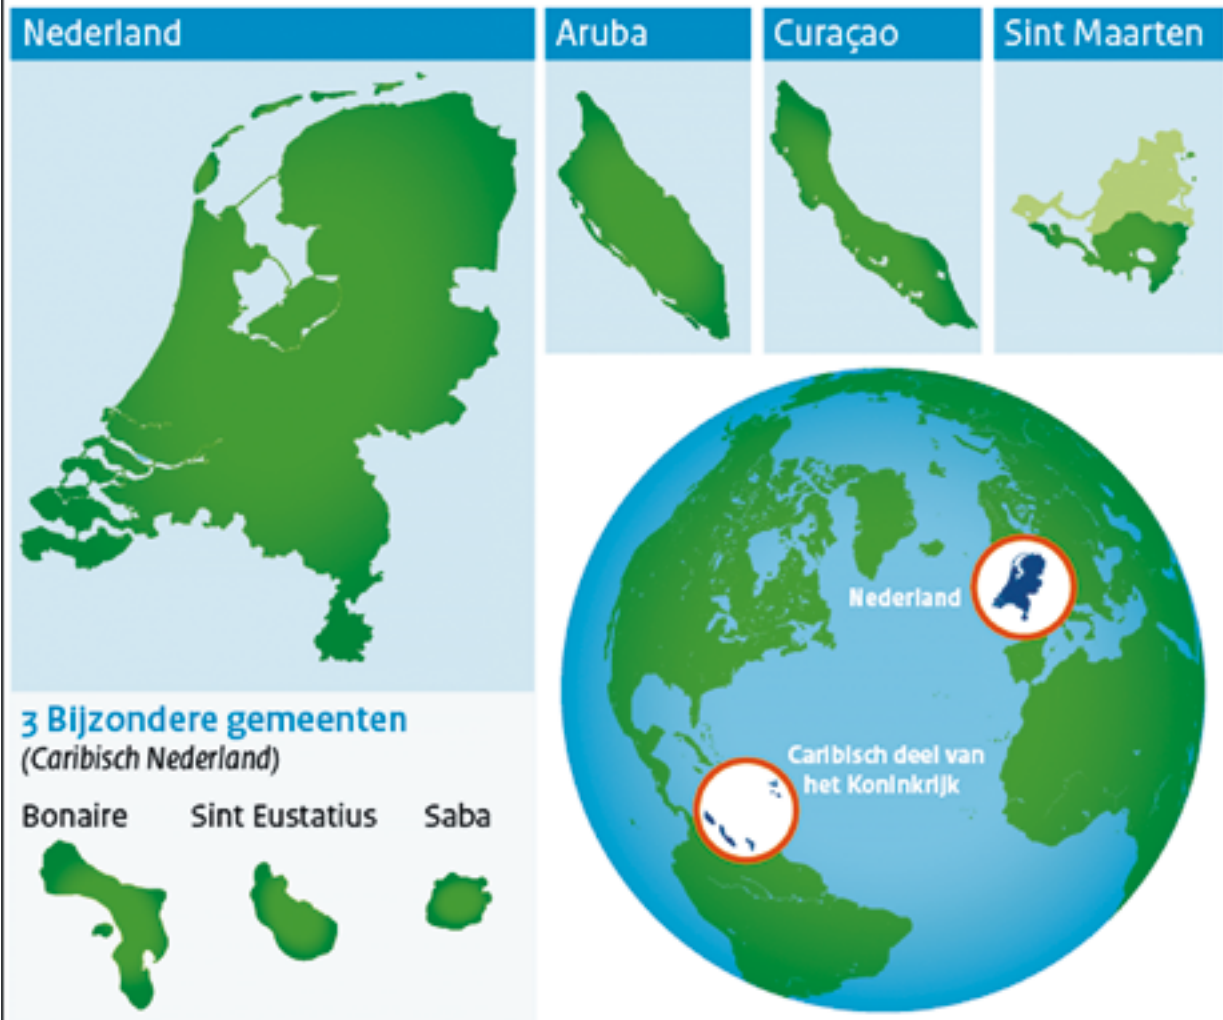 Nederland
Aruba
Curaçao
Sint Maarten
3 Bijzondere gemeenten
(Caribisch Nederland)
Bonaire
Sint Eustatius
Saba
Nederland
Caribisch deel van
het Koninkrijk